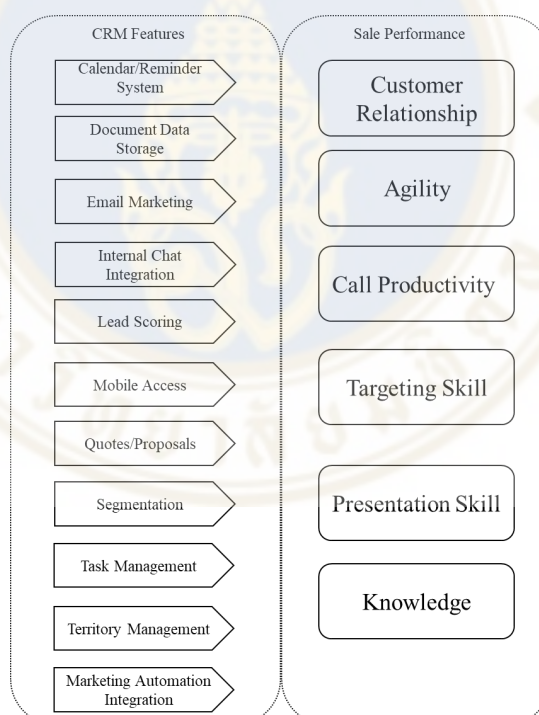 CRM Features
Calendar/Reminder
System
Document Data
Storage
Email Marketing
Internal Chat
Integration
Lead Scoring
Mobile Access
Quotes/Proposals
Segmentation
Task Management
Territory Management
Marketing Automation
Integration
Sale Performance
Customer
Relationship
Agility
Call Productivity
Targeting Skill
Presentation Skill
Knowledge